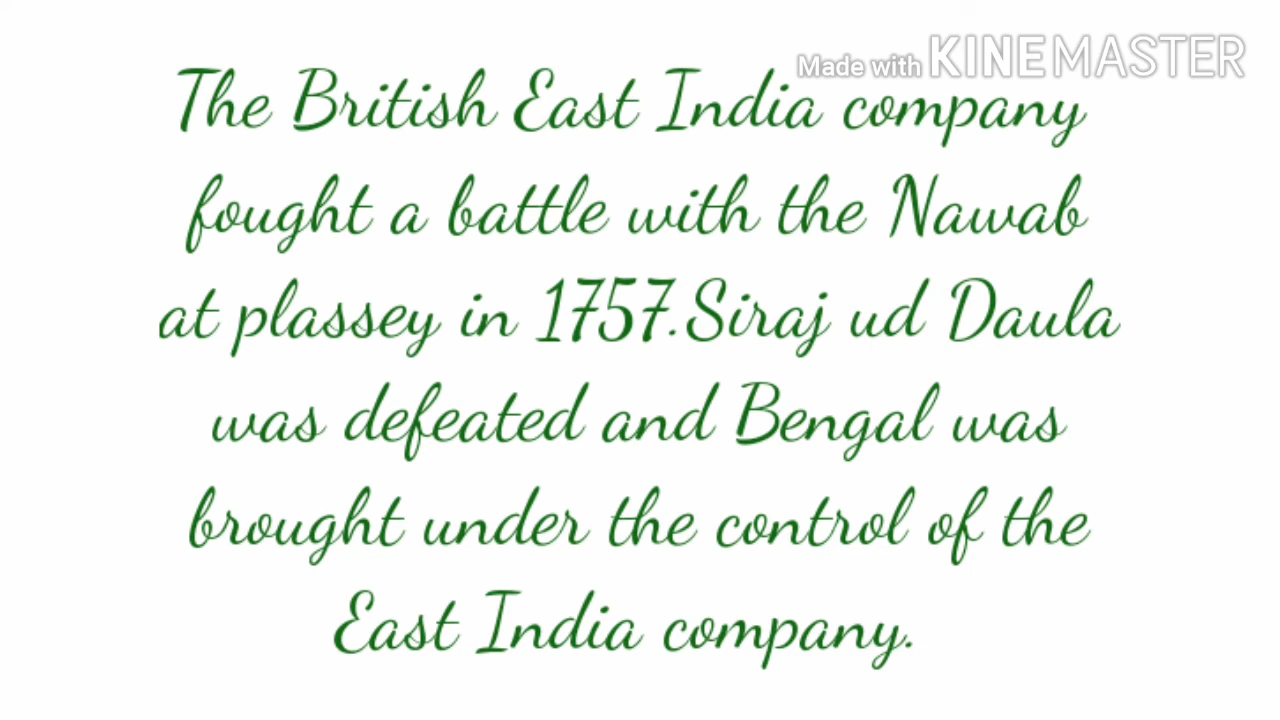 Made with KINEMASTER
The British East India company
fought a battle with the Nawab
at plassey in 1757.Siraj ud Daula
was defeated and Bengal was
brought under the control of the
East India company.